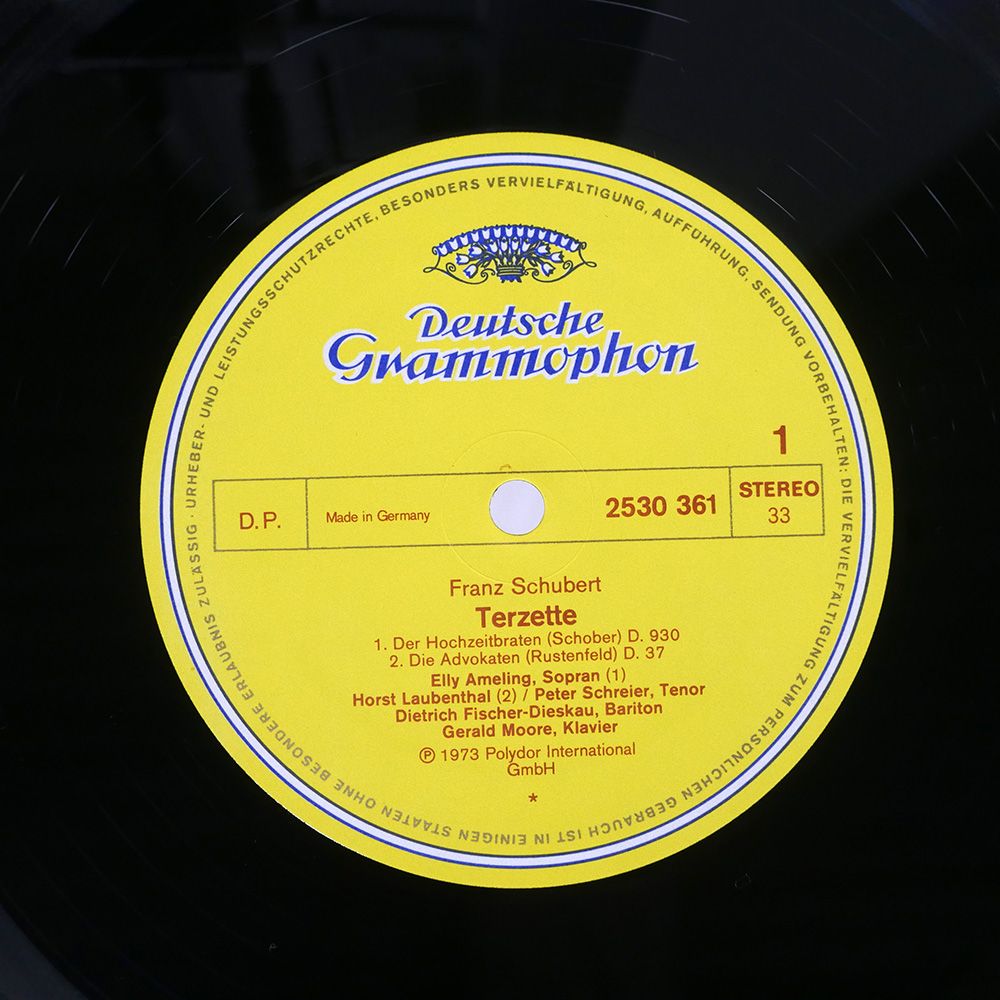 URHEBER- UND LEISTUNGSSCHUTZRECHTE, BESONDERS VERVIELFÄLTIGUNG, AUFFÜHRUNG, SENDUNG VORBEHALTEN: DIE VERVIELFÄLTIGUNG ZUM PERSÖNLICHEN GEBRAUCH IST IN EINIGEN STAATEN OHNE BESONDERE ERLAUBNIS ZULÄSSIG ·
Deutsche
Grammophon
1
D.P. Made in Germany 2530 361 STEREO
33
Franz Schubert
Terzette
1. Der Hochzeitbraten (Schober) D. 930
2. Die Advokaten (Rustenfeld) D. 37
Elly Ameling, Sopran (1)
Horst Laubenthal (2) / Peter Schreier, Tenor
Dietrich Fischer-Dieskau, Bariton
Gerald Moore, Klavier
℗ 1973 Polydor International
GmbH
*